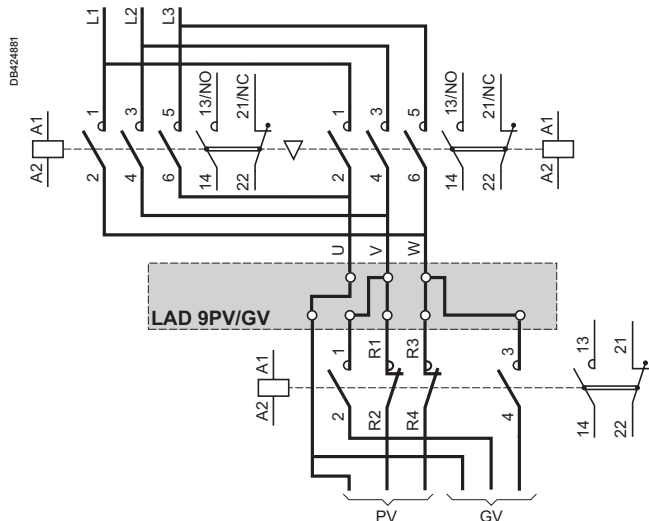 DB424881
L1 L2 L3
A1 1 3 5 13/NO 21/NC 1 3 5 13/NO 21/NC A1
A2 2 4 6 14 22 2 4 6 14 22 A2
U V W
LAD 9PV/GV
A1 1 R1 R3 3 13 21
A2 2 R2 R4 4 14 22
PV GV